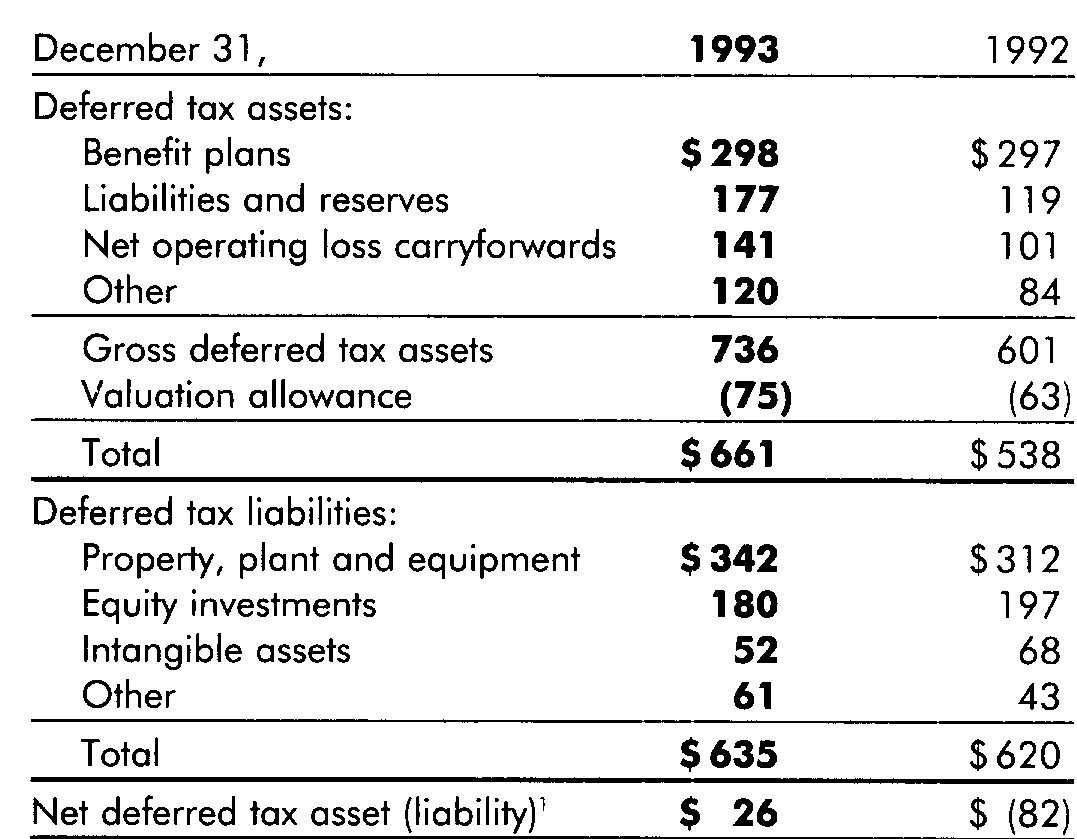 December 31, 1993 1992
Deferred tax assets:
Benefit plans $ 298 $ 297
Liabilities and reserves 177 119
Net operating loss carryforwards 141 101
Other 120 84
Gross deferred tax assets 736 601
Valuation allowance (75) (63)
Total $ 661 $ 538
Deferred tax liabilities:
Property, plant and equipment $ 342 $ 312
Equity investments 180 197
Intangible assets 52 68
Other 61 43
Total $ 635 $ 620
Net deferred tax asset (liability)¹ $ 26 $ (82)